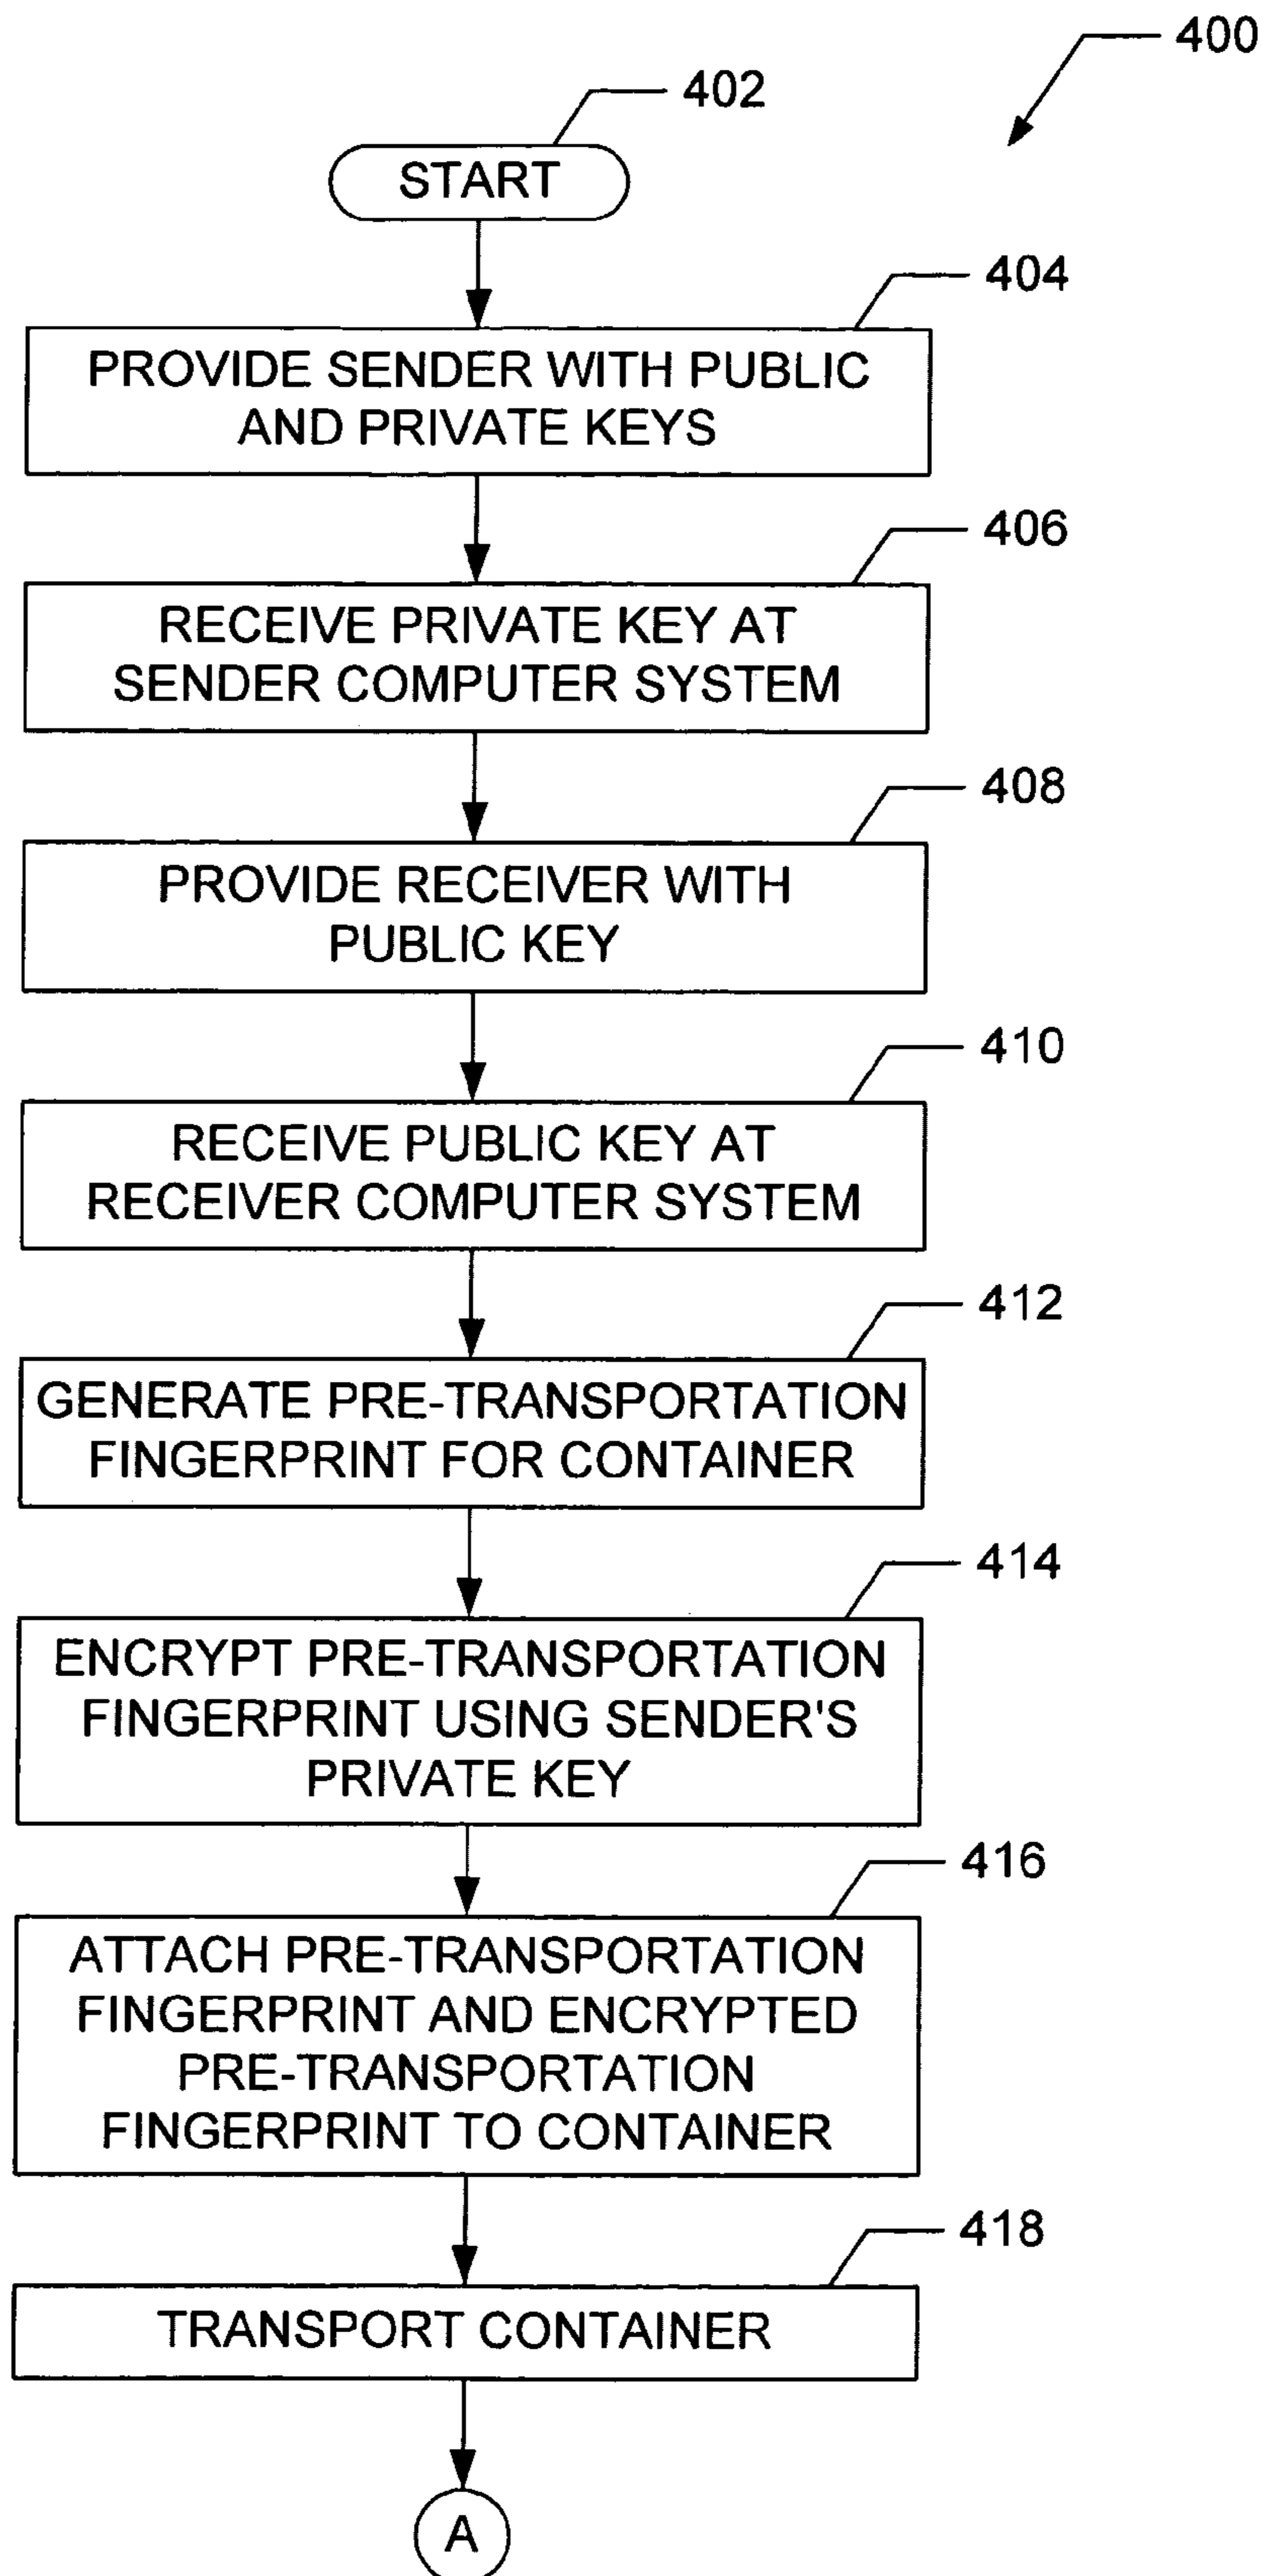 400
402
START
404
PROVIDE SENDER WITH PUBLIC
AND PRIVATE KEYS
406
RECEIVE PRIVATE KEY AT
SENDER COMPUTER SYSTEM
408
PROVIDE RECEIVER WITH
PUBLIC KEY
410
RECEIVE PUBLIC KEY AT
RECEIVER COMPUTER SYSTEM
412
GENERATE PRE-TRANSPORTATION
FINGERPRINT FOR CONTAINER
414
ENCRYPT PRE-TRANSPORTATION
FINGERPRINT USING SENDER'S
PRIVATE KEY
416
ATTACH PRE-TRANSPORTATION
FINGERPRINT AND ENCRYPTED
PRE-TRANSPORTATION
FINGERPRINT TO CONTAINER
418
TRANSPORT CONTAINER
A